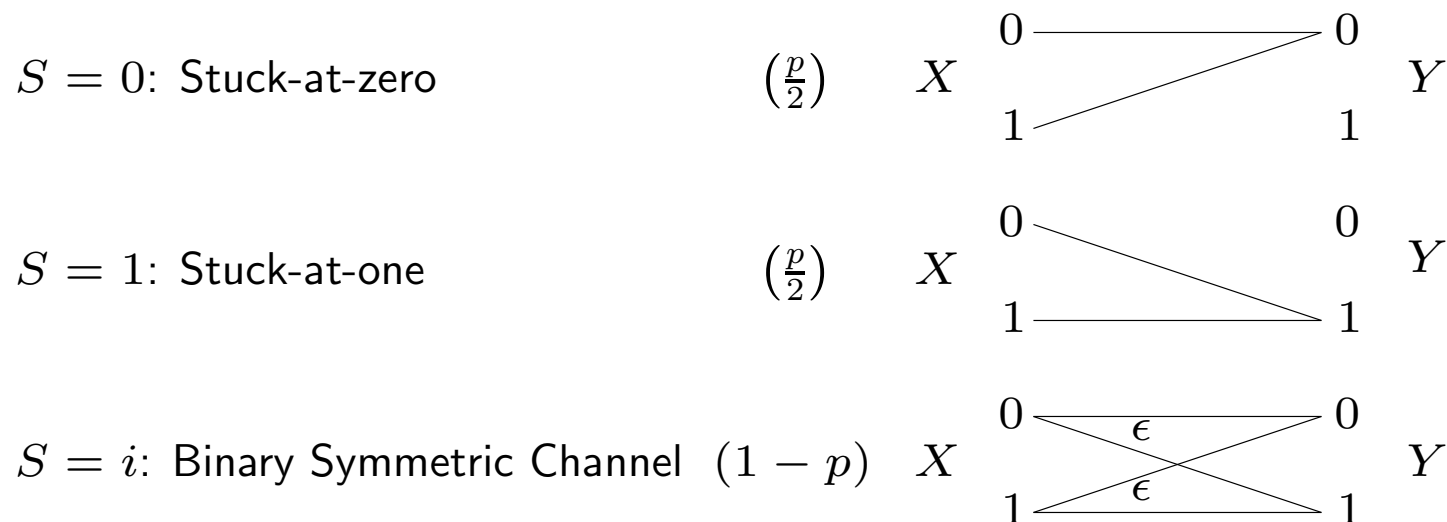 0 0
S = 0: Stuck-at-zero (p/2) X Y
1 1
0 0
S = 1: Stuck-at-one (p/2) X Y
1 1
0 0
ϵ
S = i: Binary Symmetric Channel (1 − p) X Y
ϵ
1 1